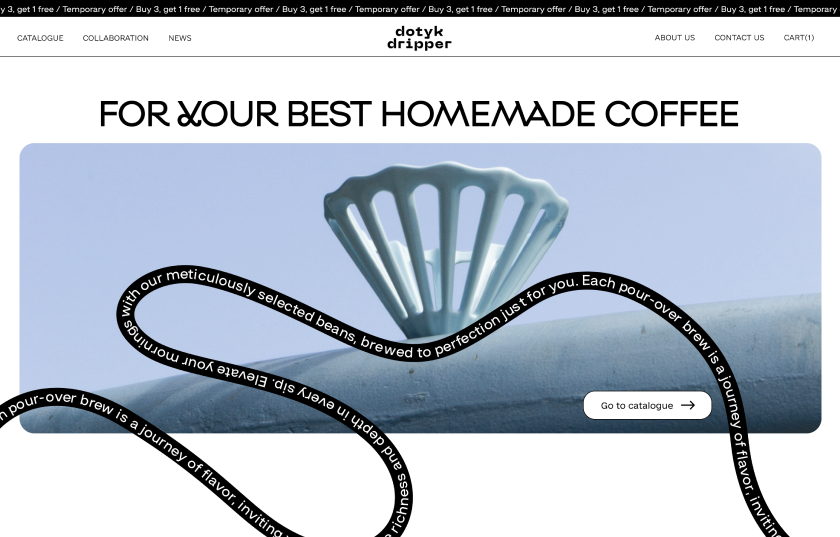 y 3, get 1 free / Temporary offer / Buy 3, get 1 free / Temporary offer / Buy 3, get 1 free / Temporary offer / Buy 3, get 1 free / Temporary offer / Buy 3, get 1 free / Temporary offer / Buy 3, get 1 free / Temporary
CATALOGUE COLLABORATION NEWS
dotyk
dripper
ABOUT US CONTACT US CART(1)
FOR YOUR BEST HOMEMADE COFFEE
pour-over brew is a journey of flavor, inviting
richness and depth in every sip. Elevate your mornings with our meticulously selected beans, brewed to perfection just for you. Each pour-over brew is a journey of flavor, inviting
Go to catalogue